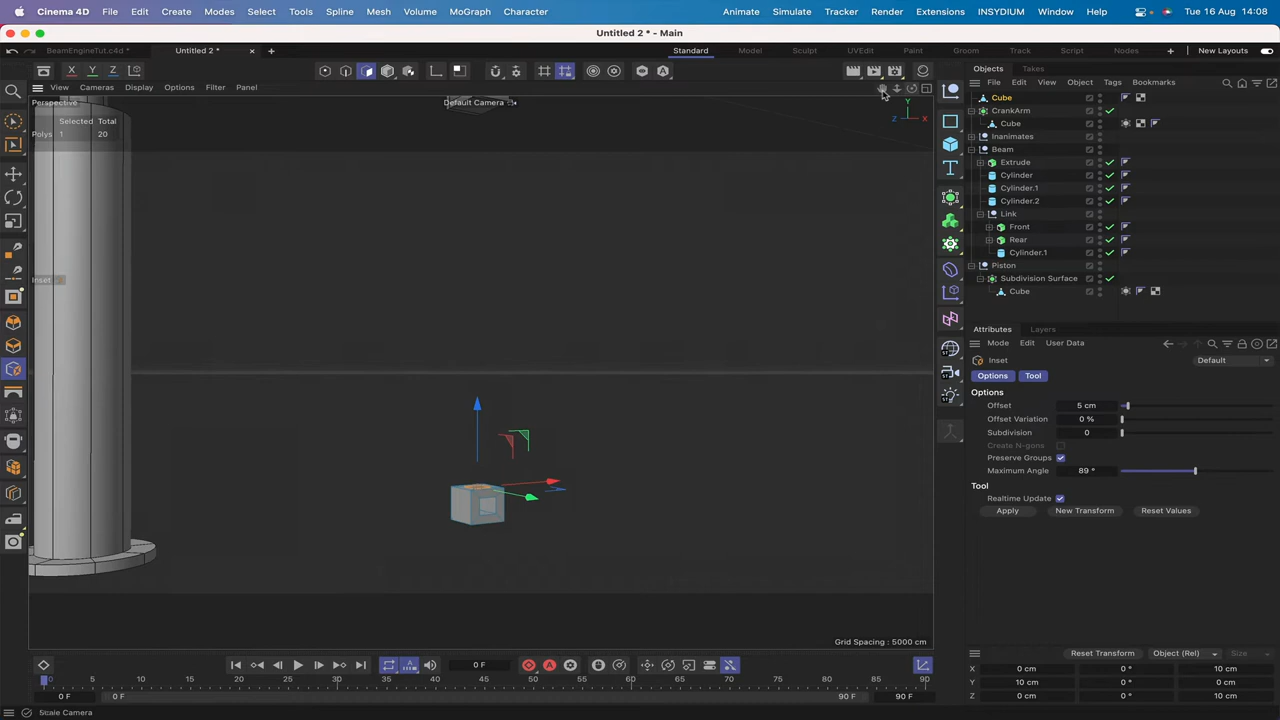 Cinema 4D File Edit Create Modes Select Tools Spline Mesh Volume MoGraph Character Animate Simulate Tracker Render Extensions INSYDIUM Window Help Tue 16 Aug 14:08
Untitled 2 * - Main
BeamEngineTut.c4d * Untitled 2 * Standard Model Sculpt UVEdit Paint Groom Track Script Nodes New Layouts
X Y Z Objects Takes
View Cameras Display Options Filter Panel File Edit View Object Tags Bookmarks
Perspective Default Camera Y Cube
Z X CrankArm
Selected Total Cube
Polys 1 20 Inanimates
Beam
Extrude
Cylinder
Cylinder.1
Cylinder.2
Link
Front
Rear
Cylinder.1
Piston
Subdivision Surface
Inset Cube
Attributes Layers
Mode Edit User Data
Inset Default
Options Tool
Options
Offset 5 cm
Offset Variation 0 %
Subdivision 0
Create N-gons
Preserve Groups
Maximum Angle 89 °
Tool
Realtime Update
Apply New Transform Reset Values
Grid Spacing : 5000 cm
Reset Transform Object (Rel) Size
0 F X 0 cm 0 ° 10 cm
0 5 10 15 20 25 30 35 40 45 50 55 60 65 70 75 80 85 90 Y 10 cm 0 ° 0 cm
0 F 0 F 90 F 90 F Z 0 cm 0 ° 10 cm
Scale Camera